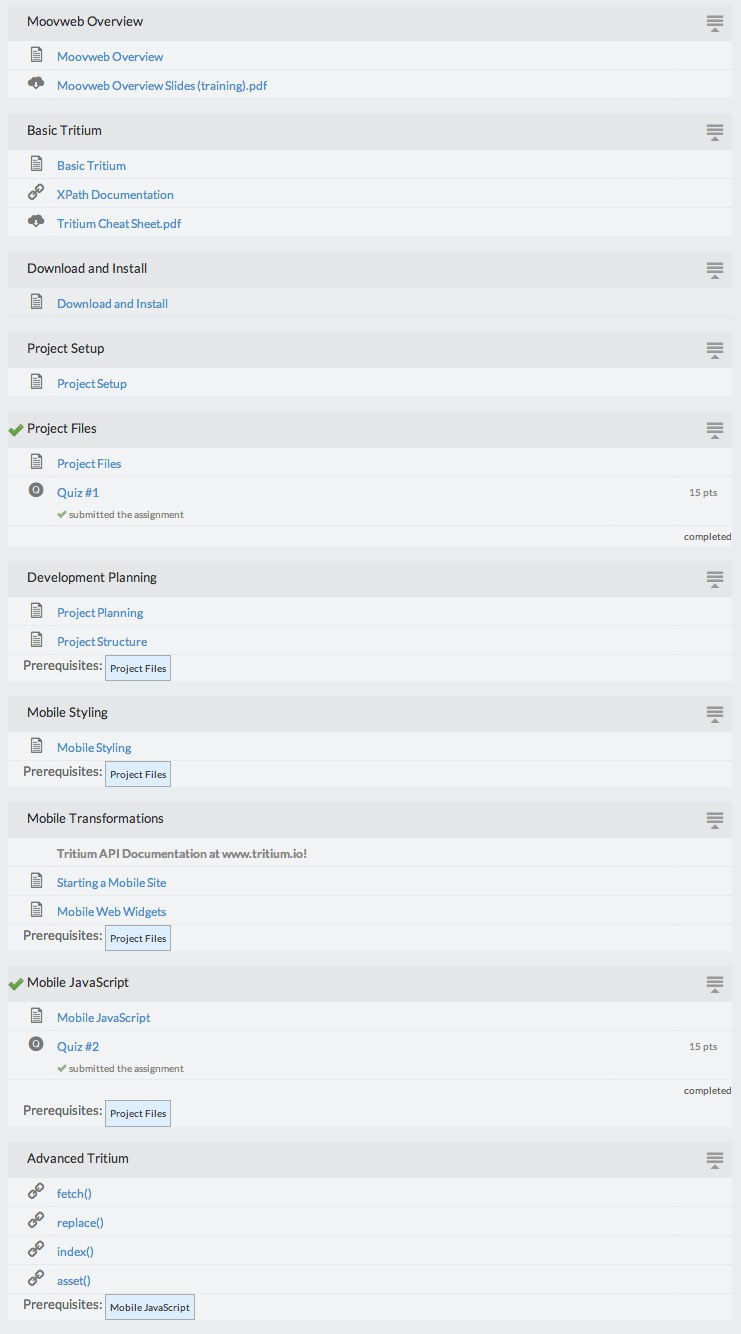 Moovweb Overview
Moovweb Overview
Moovweb Overview Slides (training).pdf
Basic Tritium
Basic Tritium
XPath Documentation
Tritium Cheat Sheet.pdf
Download and Install
Download and Install
Project Setup
Project Setup
Project Files
Project Files
Q Quiz #1 15 pts
submitted the assignment
completed
Development Planning
Project Planning
Project Structure
Prerequisites: Project Files
Mobile Styling
Mobile Styling
Prerequisites: Project Files
Mobile Transformations
Tritium API Documentation at www.tritium.io!
Starting a Mobile Site
Mobile Web Widgets
Prerequisites: Project Files
Mobile JavaScript
Mobile JavaScript
Q Quiz #2 15 pts
submitted the assignment
completed
Prerequisites: Project Files
Advanced Tritium
fetch()
replace()
index()
asset()
Prerequisites: Mobile JavaScript